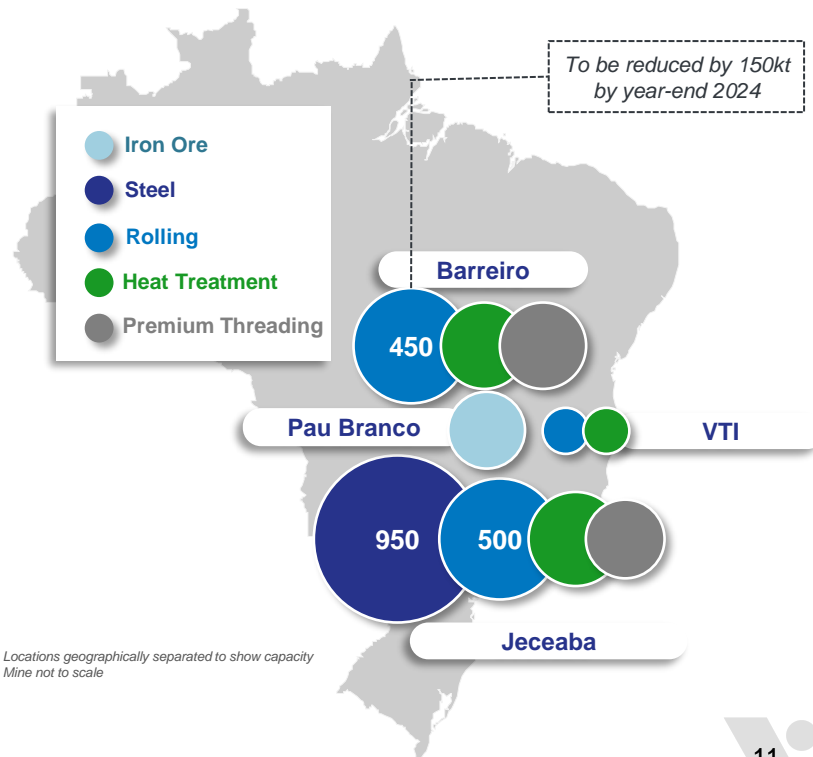 To be reduced by 150kt
by year-end 2024
Iron Ore
Steel
Rolling
Heat Treatment
Premium Threading
Barreiro
450
Pau Branco
VTI
950
500
Jeceaba
Locations geographically separated to show capacity
Mine not to scale
11